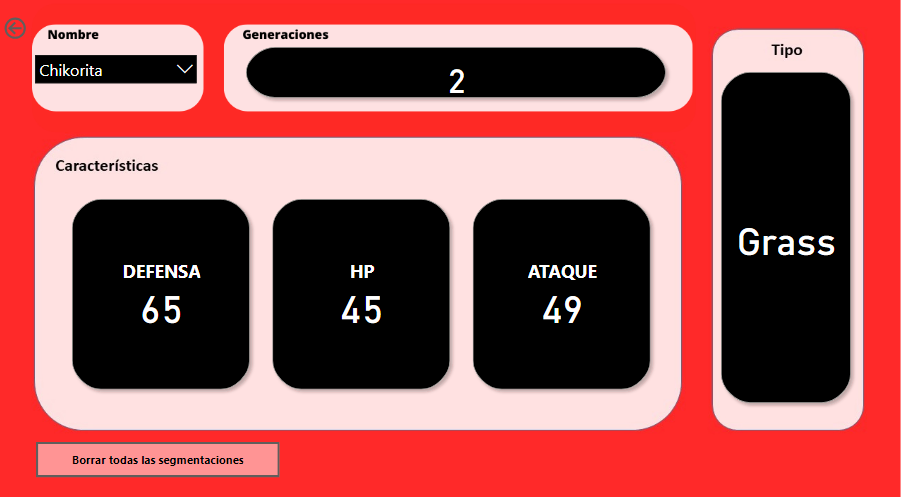 Nombre
Chikorita
Generaciones
2
Tipo
Grass
Características
DEFENSA
65
HP
45
ATAQUE
49
Borrar todas las segmentaciones